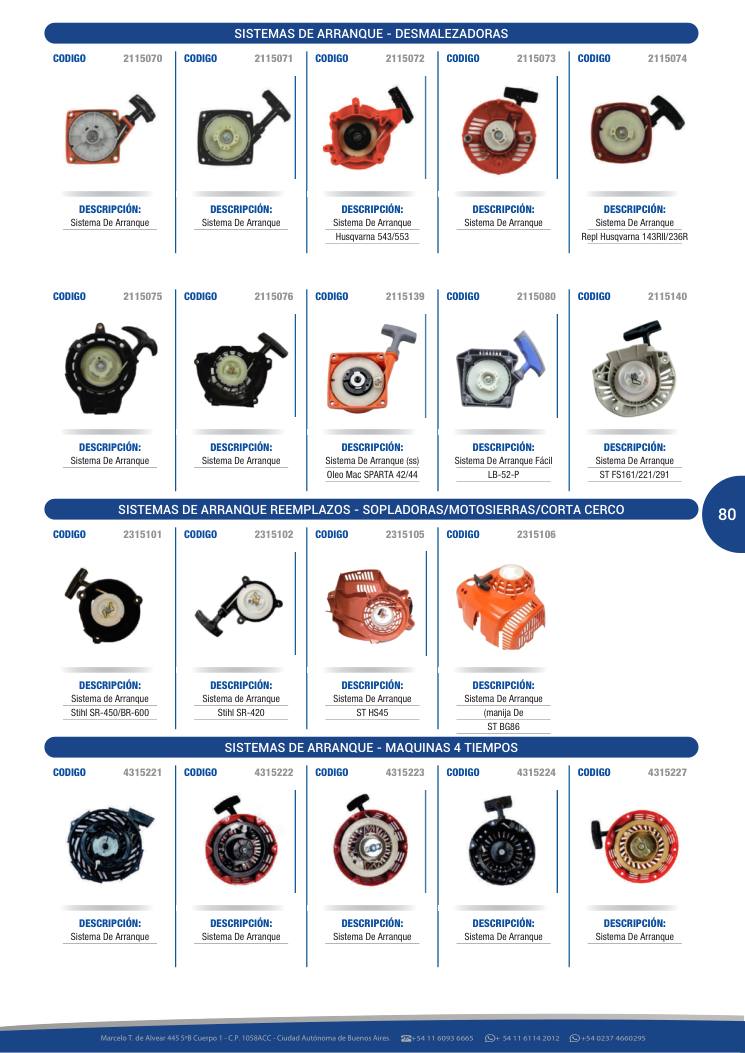 SISTEMAS DE ARRANQUE - DESMALEZADORAS
CODIGO 2115070
DESCRIPCIÓN:
Sistema De Arranque
CODIGO 2115071
DESCRIPCIÓN:
Sistema De Arranque
CODIGO 2115072
DESCRIPCIÓN:
Sistema De Arranque
Husqvarna 543/553
CODIGO 2115073
DESCRIPCIÓN:
Sistema De Arranque
CODIGO 2115074
DESCRIPCIÓN:
Sistema De Arranque
Repl Husqvarna 143RII/236R
CODIGO 2115075
DESCRIPCIÓN:
Sistema De Arranque
CODIGO 2115076
DESCRIPCIÓN:
Sistema De Arranque
CODIGO 2115139
DESCRIPCIÓN:
Sistema De Arranque (ss)
Oleo Mac SPARTA 42/44
CODIGO 2115080
DESCRIPCIÓN:
Sistema De Arranque Fácil
LB-52-P
CODIGO 2115140
DESCRIPCIÓN:
Sistema De Arranque
ST FS161/221/291
SISTEMAS DE ARRANQUE REEMPLAZOS - SOPLADORAS/MOTOSIERRAS/CORTA CERCO
80
CODIGO 2315101
DESCRIPCIÓN:
Sistema de Arranque
Stihl SR-450/BR-600
CODIGO 2315102
DESCRIPCIÓN:
Sistema de Arranque
Stihl SR-420
CODIGO 2315105
DESCRIPCIÓN:
Sistema De Arranque
ST HS45
CODIGO 2315106
DESCRIPCIÓN:
Sistema De Arranque
(manija De
ST BG86
SISTEMAS DE ARRANQUE - MAQUINAS 4 TIEMPOS
CODIGO 4315221
DESCRIPCIÓN:
Sistema De Arranque
CODIGO 4315222
DESCRIPCIÓN:
Sistema De Arranque
CODIGO 4315223
DESCRIPCIÓN:
Sistema De Arranque
CODIGO 4315224
DESCRIPCIÓN:
Sistema De Arranque
CODIGO 4315227
DESCRIPCIÓN:
Sistema De Arranque
Marcelo T. de Alvear 445 5ºB Cuerpo 1 - C.P. 1058ACC - Ciudad Autónoma de Buenos Aires. +54 11 6093 6665 + 54 11 6114 2012 +54 0237 4660295